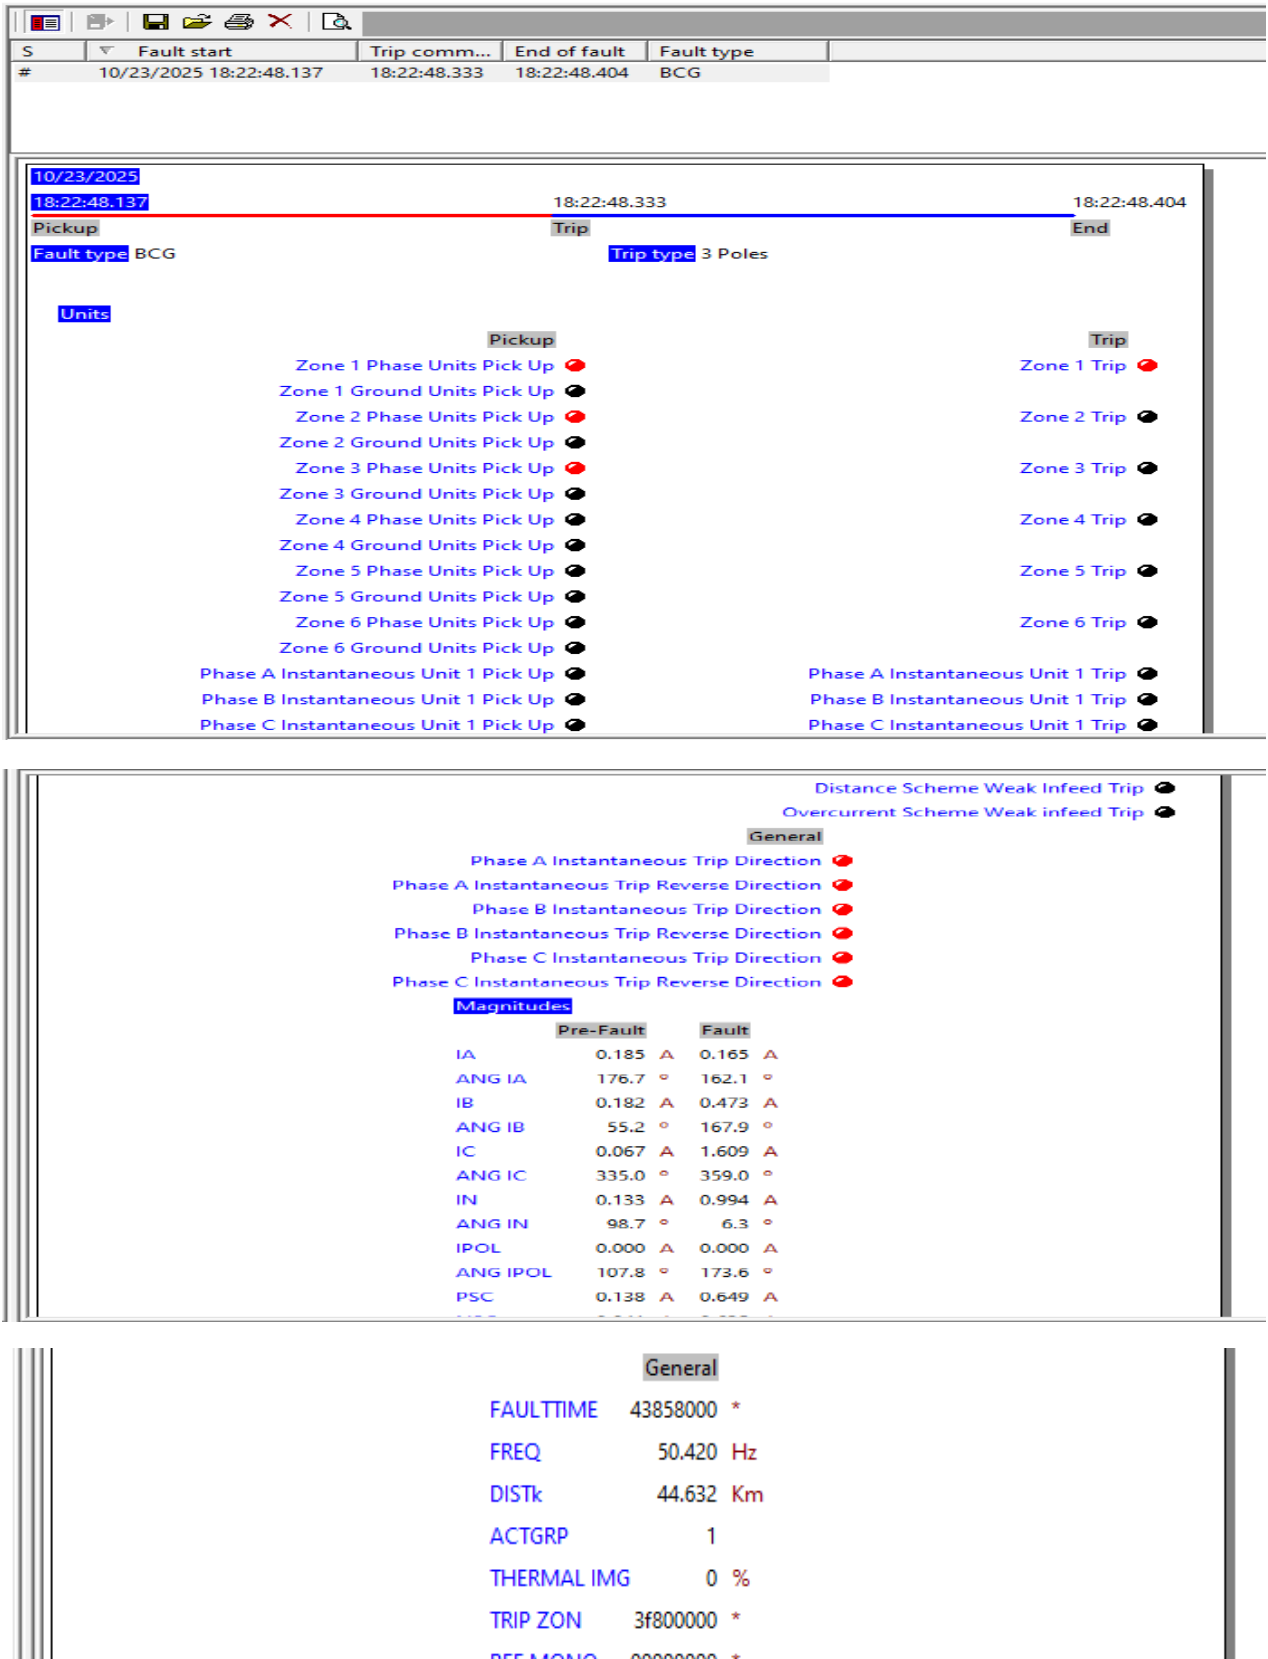 S Fault start Trip comm... End of fault Fault type
# 10/23/2025 18:22:48.137 18:22:48.333 18:22:48.404 BCG
10/23/2025
18:22:48.137 18:22:48.333 18:22:48.404
Pickup Trip End
Fault type BCG Trip type 3 Poles
Units
Pickup Trip
Zone 1 Phase Units Pick Up Zone 1 Trip
Zone 1 Ground Units Pick Up
Zone 2 Phase Units Pick Up Zone 2 Trip
Zone 2 Ground Units Pick Up
Zone 3 Phase Units Pick Up Zone 3 Trip
Zone 3 Ground Units Pick Up
Zone 4 Phase Units Pick Up Zone 4 Trip
Zone 4 Ground Units Pick Up
Zone 5 Phase Units Pick Up Zone 5 Trip
Zone 5 Ground Units Pick Up
Zone 6 Phase Units Pick Up Zone 6 Trip
Zone 6 Ground Units Pick Up
Phase A Instantaneous Unit 1 Pick Up Phase A Instantaneous Unit 1 Trip
Phase B Instantaneous Unit 1 Pick Up Phase B Instantaneous Unit 1 Trip
Phase C Instantaneous Unit 1 Pick Up Phase C Instantaneous Unit 1 Trip
Distance Scheme Weak Infeed Trip
Overcurrent Scheme Weak infeed Trip
General
Phase A Instantaneous Trip Direction
Phase A Instantaneous Trip Reverse Direction
Phase B Instantaneous Trip Direction
Phase B Instantaneous Trip Reverse Direction
Phase C Instantaneous Trip Direction
Phase C Instantaneous Trip Reverse Direction
Magnitudes
Pre-Fault Fault
IA 0.185 A 0.165 A
ANG IA 176.7 º 162.1 º
IB 0.182 A 0.473 A
ANG IB 55.2 º 167.9 º
IC 0.067 A 1.609 A
ANG IC 335.0 º 359.0 º
IN 0.133 A 0.994 A
ANG IN 98.7 º 6.3 º
IPOL 0.000 A 0.000 A
ANG IPOL 107.8 º 173.6 º
PSC 0.138 A 0.649 A
General
FAULTTIME 43858000 *
FREQ 50.420 Hz
DISTk 44.632 Km
ACTGRP 1
THERMAL IMG 0 %
TRIP ZON 3f800000 *